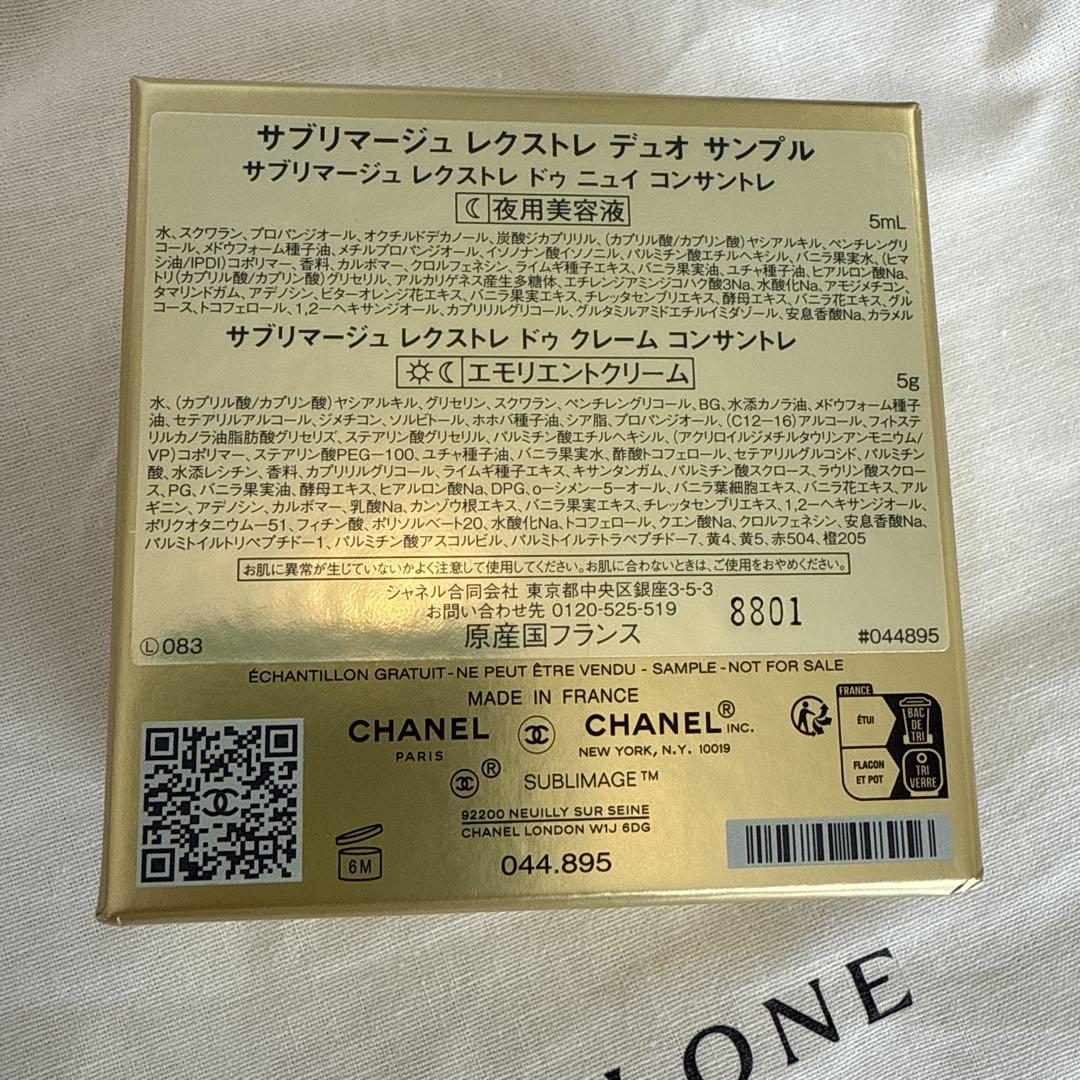 サブリマージュ レクストレ デュオ サンプル
サブリマージュ レクストレ ドゥ ニュイ コンサントレ
夜用美容液
5mL
水、スクワラン、プロパンジオール、オクチルドデカノール、炭酸ジカプリリル、(カプリル酸/カプリン酸)ヤシアルキル、ペンチレングリ
コール、メドウフォーム種子油、メチルプロパンジオール、イソノナン酸イソノニル、パルミチン酸エチルヘキシル、バニラ果実水、(ヒマ
シ油/IPDI)コポリマー、香料、カルボマー、クロルフェネシン、ライムギ種子エキス、バニラ果実油、ユチャ種子油、ヒアルロン酸Na、
トリ(カプリル酸/カプリン酸)グリセリル、アルカリゲネス産生多糖体、エチレンジアミンジコハク酸3Na、水酸化Na、アモジメチコン、
タマリンドガム、アデノシン、ビターオレンジ花エキス、バニラ果実エキス、チレッタセンブリエキス、酵母エキス、バニラ花エキス、グル
コース、トコフェロール、1,2-ヘキサンジオール、カプリリルグリコール、グルタミルアミドエチルイミダゾール、安息香酸Na、カラメル
サブリマージュ レクストレ ドゥ クレーム コンサントレ
エモリエントクリーム
5g
水、(カプリル酸/カプリン酸)ヤシアルキル、グリセリン、スクワラン、ペンチレングリコール、BG、水添カノラ油、メドウフォーム種子
油、セテアリルアルコール、ジメチコン、ソルビトール、ホホバ種子油、シア脂、プロパンジオール、(C12-16)アルコール、フィトステ
リルカノラ油脂肪酸グリセリズ、ステアリン酸グリセリル、パルミチン酸エチルヘキシル、(アクリロイルジメチルタウリンアンモニウム/
VP)コポリマー、ステアリン酸PEG-100、ユチャ種子油、バニラ果実水、酢酸トコフェロール、セテアリルグルコシド、パルミチン
酸、水添レシチン、香料、カプリリルグリコール、ライムギ種子エキス、キサンタンガム、パルミチン酸スクロース、ラウリン酸スクロー
ス、PG、バニラ果実油、酵母エキス、ヒアルロン酸Na、DPG、o-シメン-5-オール、バニラ葉細胞エキス、バニラ花エキス、アル
ギニン、アデノシン、カルボマー、乳酸Na、カンゾウ根エキス、バニラ果実エキス、チレッタセンブリエキス、1,2-ヘキサンジオール、
ポリクオタニウム-51、フィチン酸、ポリソルベート20、水酸化Na、トコフェロール、クエン酸Na、クロルフェネシン、安息香酸Na、
パルミトイルトリペプチド-1、パルミチン酸アスコルビル、パルミトイルテトラペプチド-7、黄4、黄5、赤504、橙205
お肌に異常が生じていないかよく注意して使用してください。お肌に合わないときは、ご使用をおやめください。
シャネル合同会社 東京都中央区銀座3-5-3
お問い合わせ先 0120-525-519
8801
原産国フランス
Ⓛ083
#044895
ÉCHANTILLON GRATUIT-NE PEUT ÊTRE VENDU - SAMPLE-NOT FOR SALE
MADE IN FRANCE
CHANEL
PARIS
CHANEL® INC.
NEW YORK, N.Y. 10019
® SUBLIMAGE™
92200 NEUILLY SUR SEINE
CHANEL LONDON W1J 6DG
044.895
6M
FRANCE
ÉTUI
BAC DE TRI
FLACON ET POT
TRI VERRE
LONE